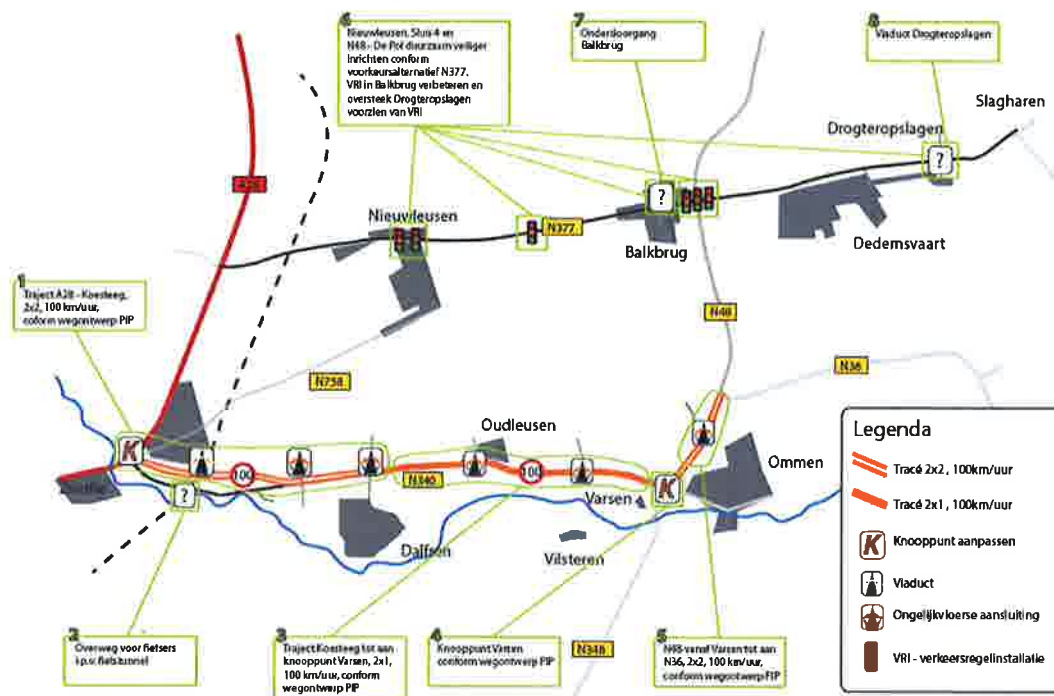 6
Nieuwleusen, Sluis 4 en
N48 - De Pol duurzaam veiliger
inrichten conform
voorkeursalternatief N377.
VRI in Balkbrug verbeteren en
oversteek Drogteropslagen
voorzien van VRI
7
Onderdoorgang
Balkbrug
8
Viaduct Drogteropslagen
Slagharen
Drogteropslagen
?
A28
?
Nieuwleusen
N377
Balkbrug
Dedemsvaart
1
Traject A28 - Koesteeg,
2x2, 100 km/uur,
coform wegontwerp PIP
N48
N758
N36
Oudleusen
K
100
100
N340
Ommen
K
Varsen
?
Dalfsen
Vilsteren
2
Overweg voor fietsers
i.p.v. fietstunnel
3
Traject Koesteeg tot aan
knooppunt Varsen, 2x1,
100 km/uur, conform
wegontwerp PIP
4
Knooppunt Varsen
conform wegontwerp PIP
N348
5
N48 vanaf Varsen tot aan
N36, 2x2, 100 km/uur,
conform wegontwerp PIP
Legenda
Tracé 2x2, 100km/uur
Tracé 2x1, 100km/uur
K Knooppunt aanpassen
Viaduct
Ongelijkvloerse aansluiting
VRI - verkeersregelinstallatie